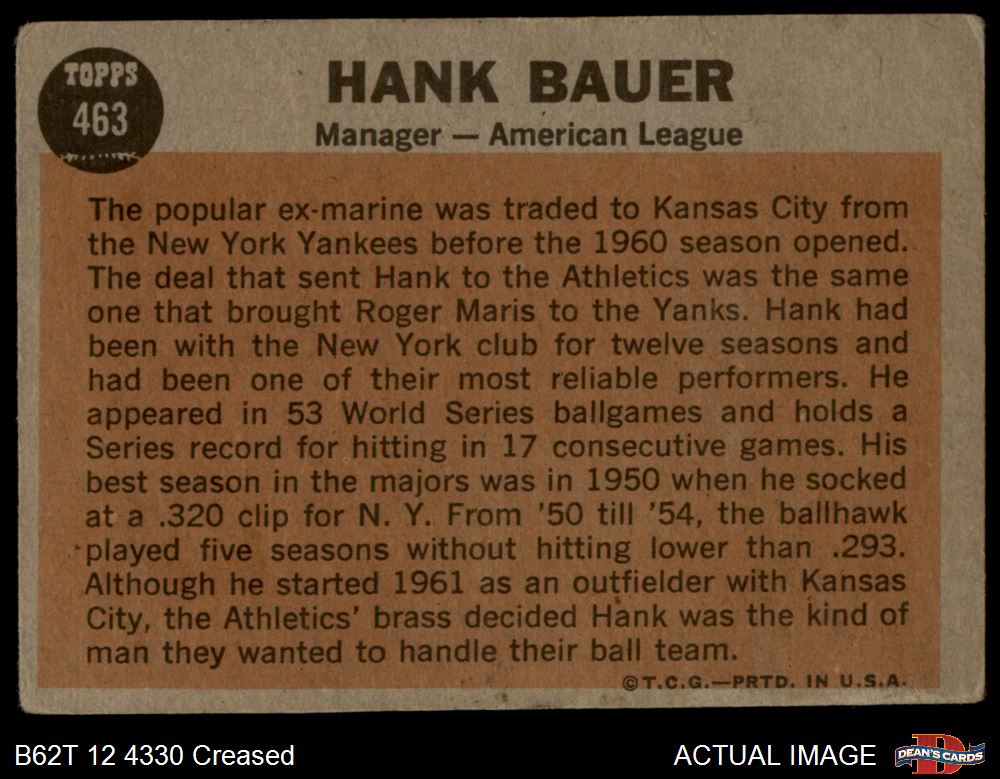 TOPPS
463
HANK BAUER
Manager — American League
The popular ex-marine was traded to Kansas City from
the New York Yankees before the 1960 season opened.
The deal that sent Hank to the Athletics was the same
one that brought Roger Maris to the Yanks. Hank had
been with the New York club for twelve seasons and
had been one of their most reliable performers. He
appeared in 53 World Series ballgames and holds a
Series record for hitting in 17 consecutive games. His
best season in the majors was in 1950 when he socked
at a .320 clip for N. Y. From '50 till '54, the ballhawk
played five seasons without hitting lower than .293.
Although he started 1961 as an outfielder with Kansas
City, the Athletics' brass decided Hank was the kind of
man they wanted to handle their ball team.
©T.C.G.—PRTD. IN U.S.A.
B62T 12 4330 Creased
ACTUAL IMAGE
DEAN'S CARDS